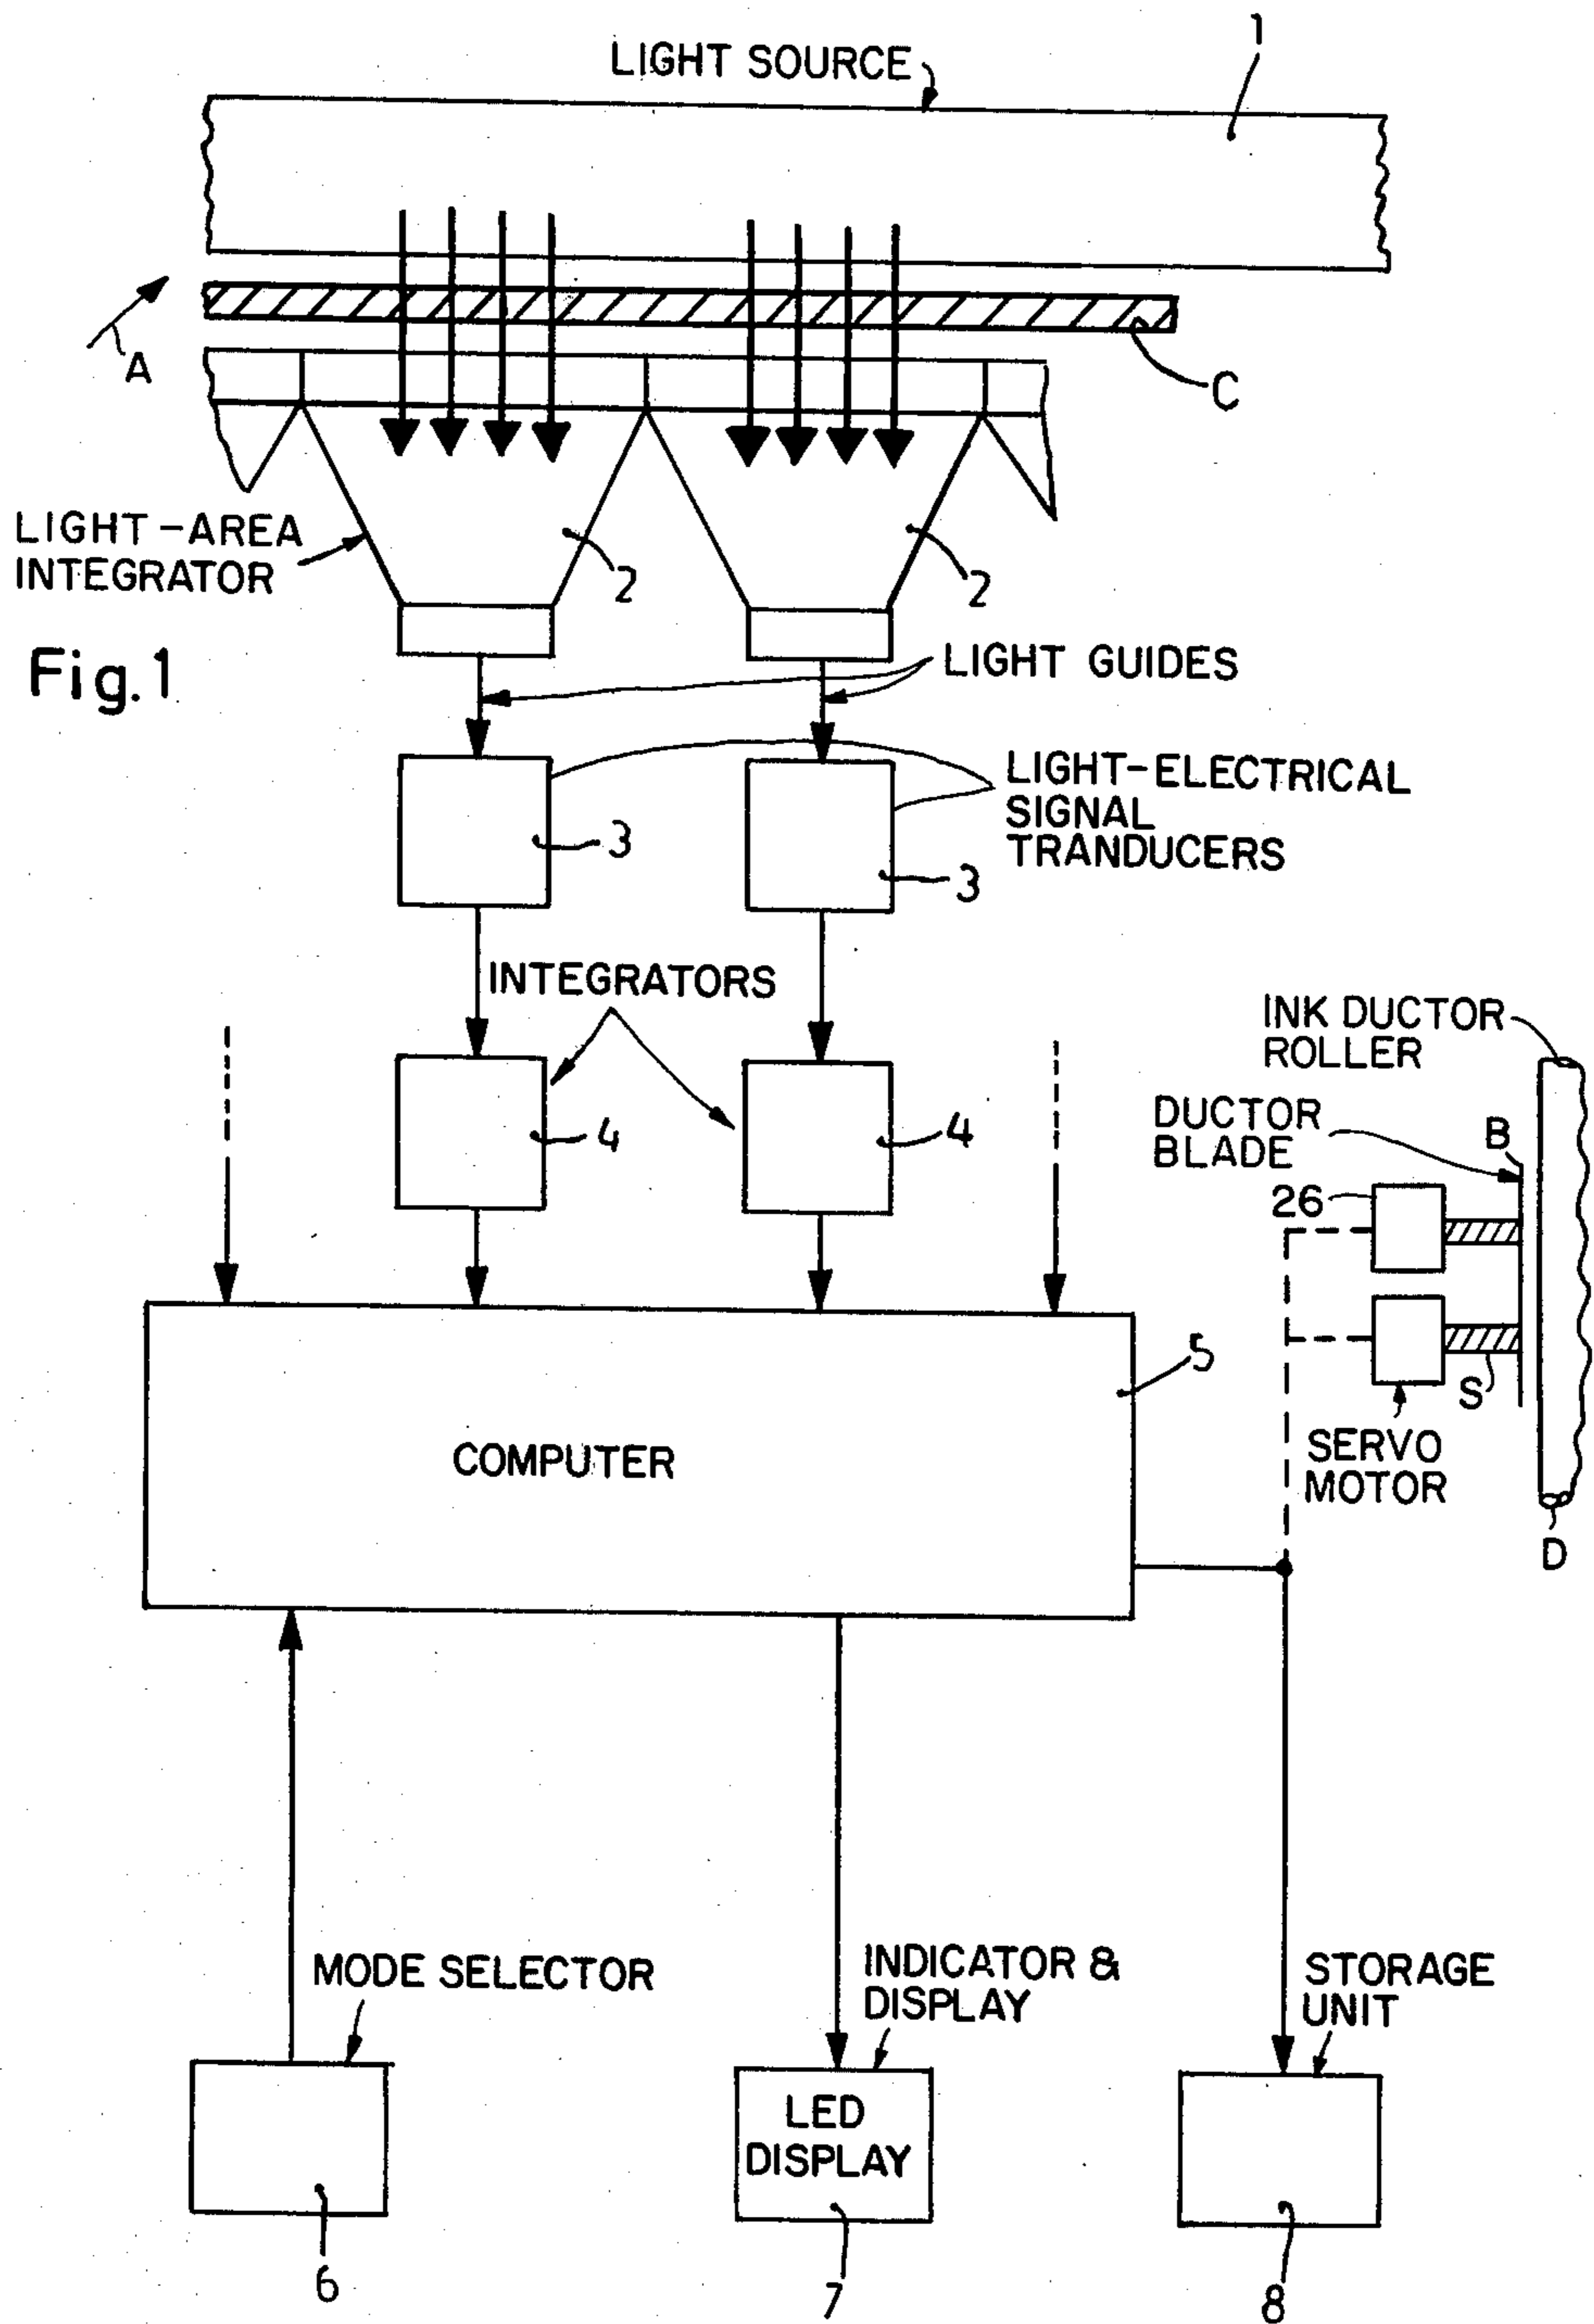 1
LIGHT SOURCE
A
C
LIGHT-AREA
INTEGRATOR
2
2
Fig.1
LIGHT GUIDES
LIGHT-ELECTRICAL
SIGNAL
TRANDUCERS
3
3
INTEGRATORS
4
4
INK DUCTOR
ROLLER
DUCTOR
BLADE
B
26
S
SERVO
MOTOR
D
5
COMPUTER
MODE SELECTOR
INDICATOR &
DISPLAY
STORAGE
UNIT
LED
DISPLAY
6
7
8